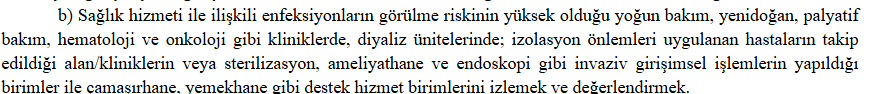 b) Sağlık hizmeti ile ilişkili enfeksiyonların görülme riskinin yüksek olduğu yoğun bakım, yenidoğan, palyatif
bakım, hematoloji ve onkoloji gibi kliniklerde, diyaliz ünitelerinde; izolasyon önlemleri uygulanan hastaların takip
edildiği alan/kliniklerin veya sterilizasyon, ameliyathane ve endoskopi gibi invaziv girişimsel işlemlerin yapıldığı
birimler ile çamaşırhane, yemekhane gibi destek hizmet birimlerini izlemek ve değerlendirmek.